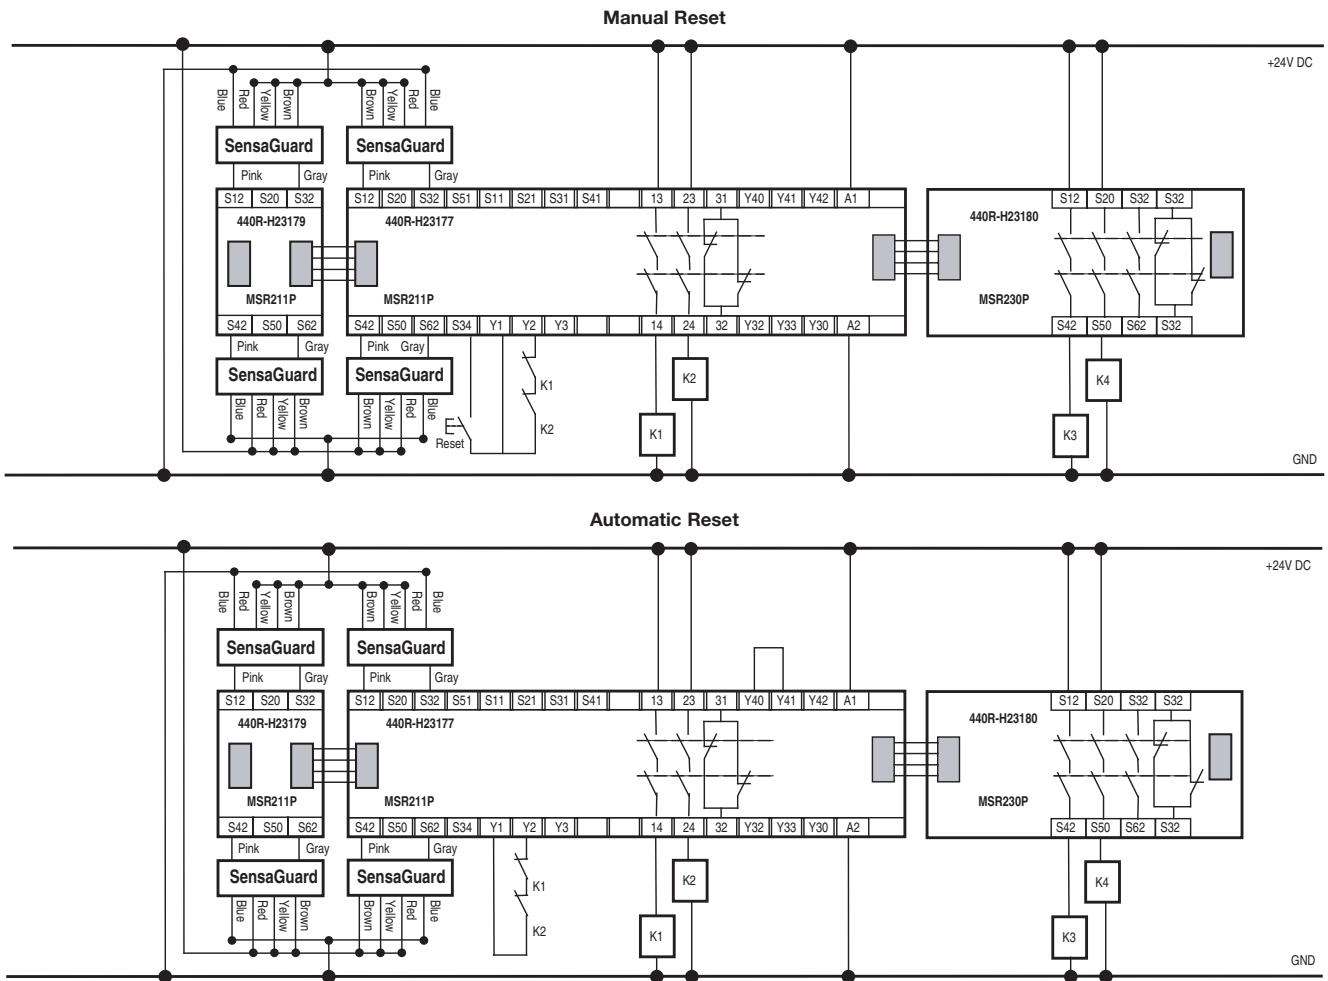 Manual Reset
+24V DC
Blue Red Yellow Brown Brown Yellow Red Blue
SensaGuard SensaGuard
Pink Gray Pink Gray
S12 S20 S32 S12 S20 S32 S51 S11 S21 S31 S41 13 23 31 Y40 Y41 Y42 A1 S12 S20 S32 S32
440R-H23179 440R-H23177 440R-H23180
MSR211P MSR211P MSR230P
S42 S50 S62 S42 S50 S62 S34 Y1 Y2 Y3 14 24 32 Y32 Y33 Y30 A2 S42 S50 S62 S32
Pink Gray Pink Gray
SensaGuard SensaGuard K1 K2 K4
Blue Red Yellow Brown Brown Yellow Red Blue
Reset K2 K1 K3
GND
Automatic Reset
+24V DC
Blue Red Yellow Brown Brown Yellow Red Blue
SensaGuard SensaGuard
Pink Gray Pink Gray
S12 S20 S32 S12 S20 S32 S51 S11 S21 S31 S41 13 23 31 Y40 Y41 Y42 A1 S12 S20 S32 S32
440R-H23179 440R-H23177 440R-H23180
MSR211P MSR211P MSR230P
S42 S50 S62 S42 S50 S62 S34 Y1 Y2 Y3 14 24 32 Y32 Y33 Y30 A2 S42 S50 S62 S32
Pink Gray Pink Gray
SensaGuard SensaGuard K1 K2 K4
Blue Red Yellow Brown Brown Yellow Red Blue
K2 K1 K3
GND